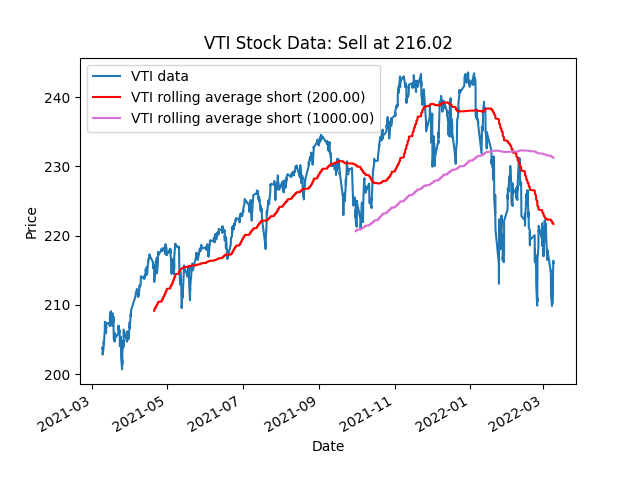 VTI Stock Data: Sell at 216.02
VTI data
VTI rolling average short (200.00)
VTI rolling average short (1000.00)
240
230
220
210
200
Price
2021-03
2021-05
2021-07
2021-09
2021-11
2022-01
2022-03
Date